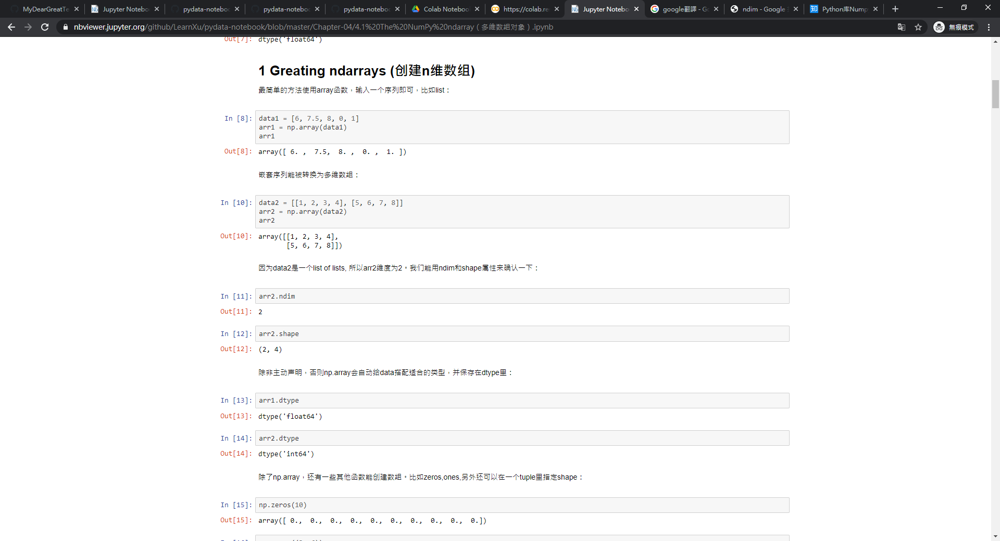 MyDearGreatTe
Jupyter Notebo
pydata-noteboo
pydata-noteboo
pydata-noteboo
Colab Notebook
https://colab.re
Jupyter Notebo
google翻譯 - Go
ndim - Google
Python库Nump
nbviewer.jupyter.org/github/LearnXu/pydata-notebook/blob/master/Chapter-04/4.1%20The%20NumPy%20ndarray（多维数组对象）.ipynb
無痕模式
Out[7]: dtype('float64')
1 Greating ndarrays (创建n维数组)
最简单的方法使用array函数，输入一个序列即可，比如list：
In [8]: data1 = [6, 7.5, 8, 0, 1]
arr1 = np.array(data1)
arr1
Out[8]: array([ 6. ,  7.5,  8. ,  0. ,  1. ])
嵌套序列能被转换为多维数组：
In [10]: data2 = [[1, 2, 3, 4], [5, 6, 7, 8]]
arr2 = np.array(data2)
arr2
Out[10]: array([[1, 2, 3, 4],
[5, 6, 7, 8]])
因为data2是一个list of lists, 所以arr2维度为2。我们能用ndim和shape属性来确认一下：
In [11]: arr2.ndim
Out[11]: 2
In [12]: arr2.shape
Out[12]: (2, 4)
除非主动声明，否则np.array会自动给data搭配适合的类型，并保存在dtype里：
In [13]: arr1.dtype
Out[13]: dtype('float64')
In [14]: arr2.dtype
Out[14]: dtype('int64')
除了np.array，还有一些其他函数能创建数组。比如zeros,ones,另外还可以在一个tuple里指定shape：
In [15]: np.zeros(10)
Out[15]: array([ 0.,  0.,  0.,  0.,  0.,  0.,  0.,  0.,  0.,  0.])